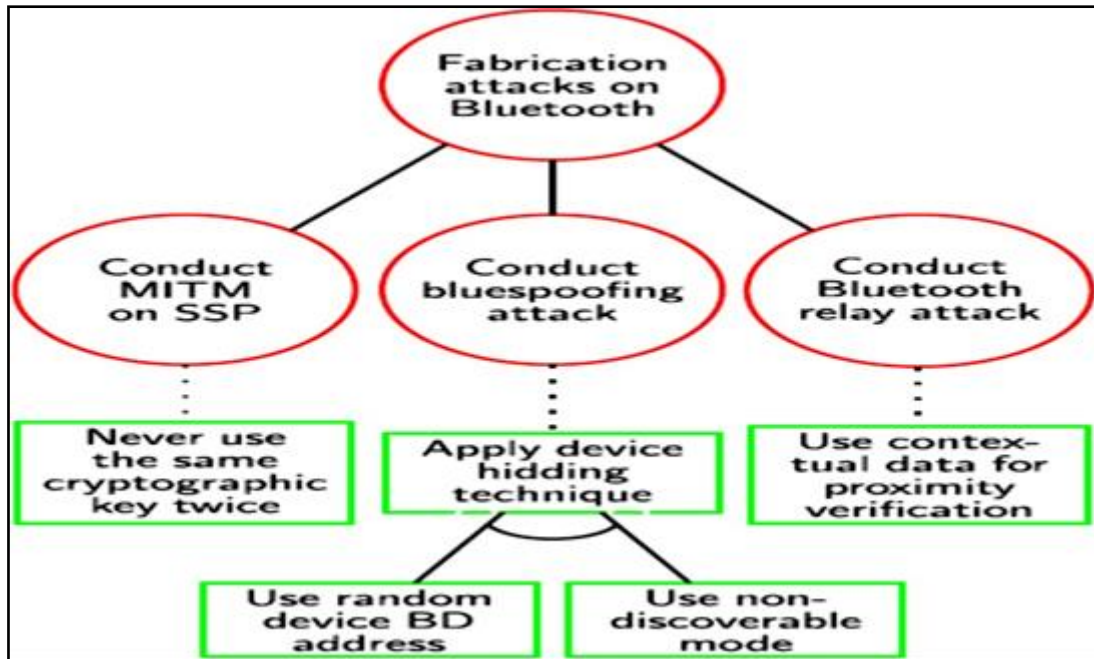 Fabrication
attacks on
Bluetooth
Conduct
MITM
on SSP
Conduct
bluespoofing
attack
Conduct
Bluetooth
relay attack
Never use
the same
cryptographic
key twice
Apply device
hidding
technique
Use contex-
tual data for
proximity
verification
Use random
device BD
address
Use non-
discoverable
mode